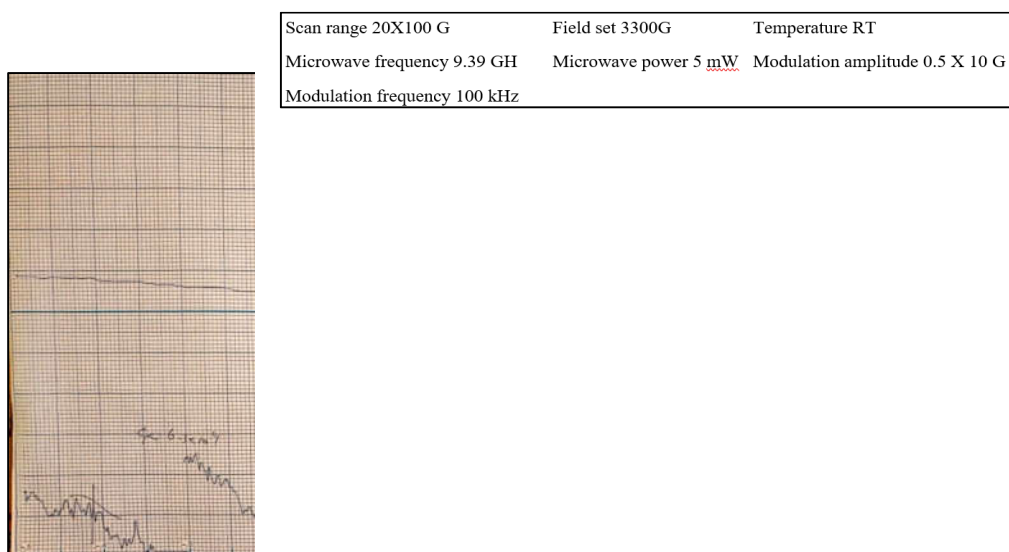 Scan range 20X100 G Field set 3300G Temperature RT
Microwave frequency 9.39 GH Microwave power 5 mW Modulation amplitude 0.5 X 10 G
Modulation frequency 100 kHz